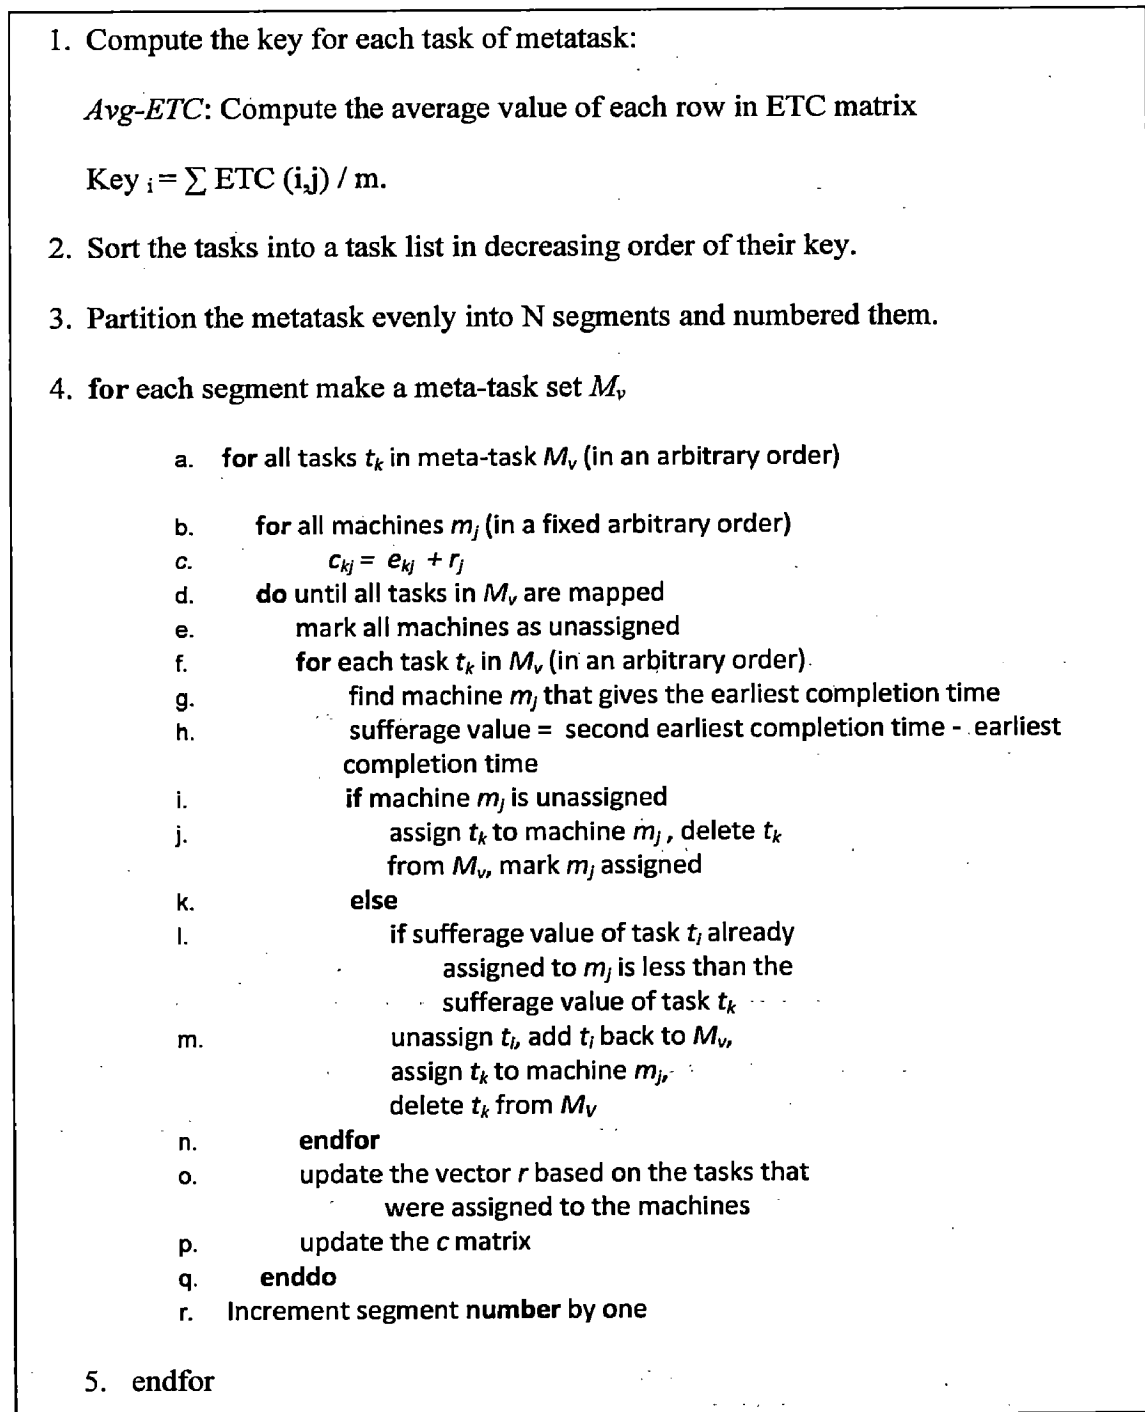 1. Compute the key for each task of metatask:
Avg-ETC: Compute the average value of each row in ETC matrix
Key i = ∑ ETC (i,j) / m.
2. Sort the tasks into a task list in decreasing order of their key.
3. Partition the metatask evenly into N segments and numbered them.
4. for each segment make a meta-task set Mv
a. for all tasks tk in meta-task Mv (in an arbitrary order)
b. for all machines mj (in a fixed arbitrary order)
c. ckj = ekj + rj
d. do until all tasks in Mv are mapped
e. mark all machines as unassigned
f. for each task tk in Mv (in an arbitrary order)
g. find machine mj that gives the earliest completion time
h. sufferage value = second earliest completion time - earliest
completion time
i. if machine mj is unassigned
j. assign tk to machine mj, delete tk
from Mv, mark mj assigned
k. else
l. if sufferage value of task ti already
assigned to mj is less than the
sufferage value of task tk
m. unassign ti, add ti back to Mv,
assign tk to machine mj,
delete tk from MV
n. endfor
o. update the vector r based on the tasks that
were assigned to the machines
p. update the c matrix
q. enddo
r. Increment segment number by one
5. endfor